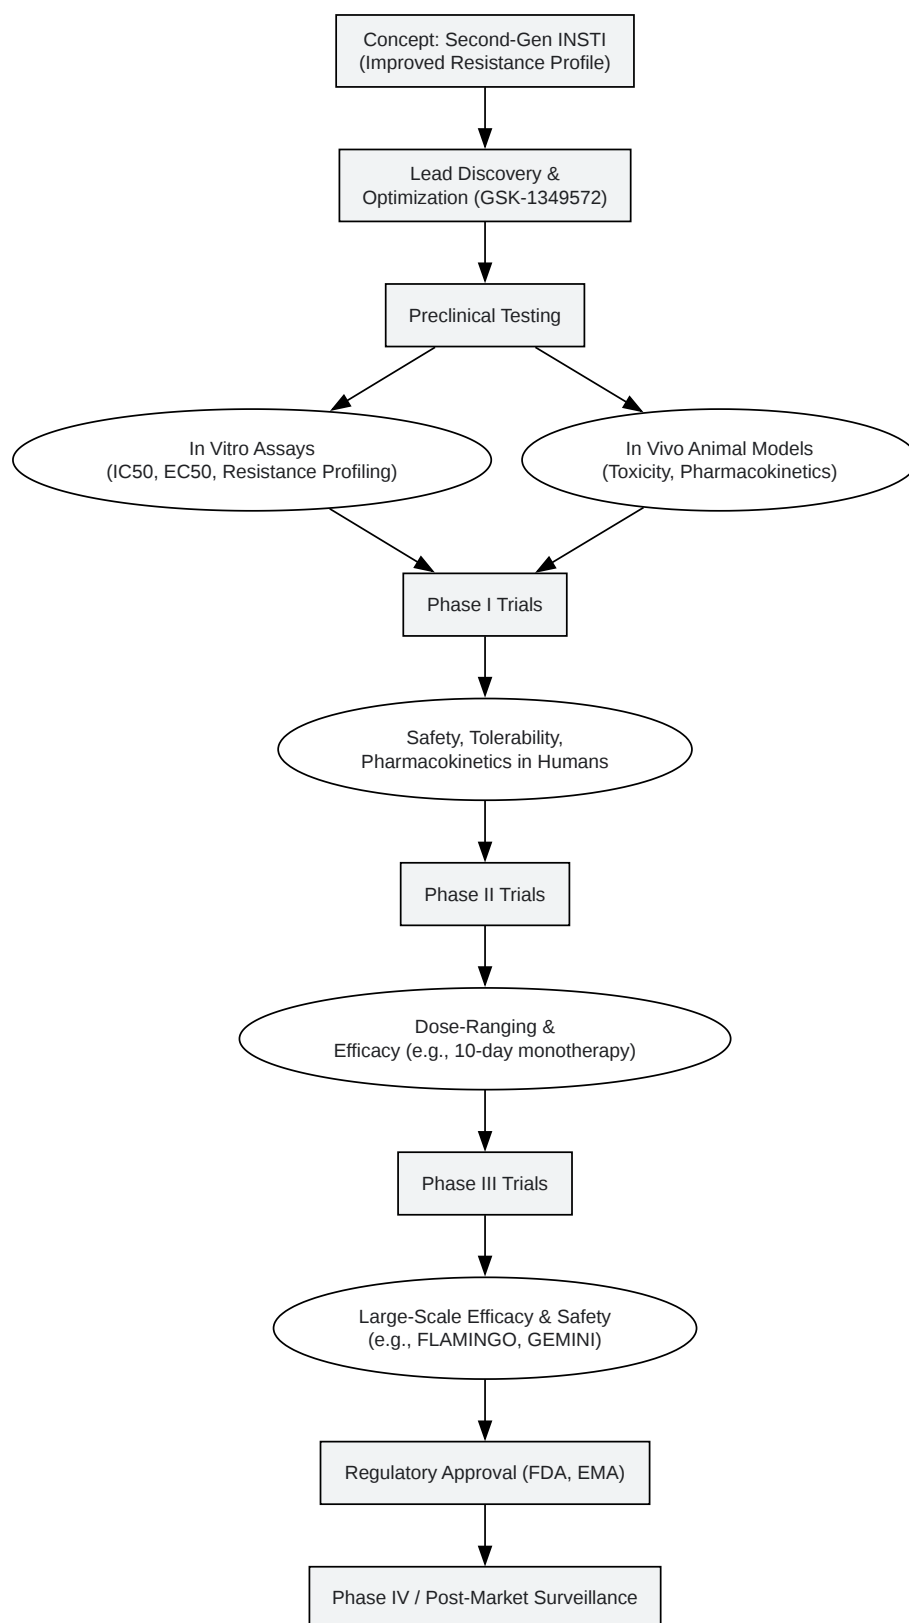 Concept: Second-Gen INSTI
(Improved Resistance Profile)
Lead Discovery &
Optimization (GSK-1349572)
Preclinical Testing
In Vitro Assays
(IC50, EC50, Resistance Profiling)
In Vivo Animal Models
(Toxicity, Pharmacokinetics)
Phase I Trials
Safety, Tolerability,
Pharmacokinetics in Humans
Phase II Trials
Dose-Ranging &
Efficacy (e.g., 10-day monotherapy)
Phase III Trials
Large-Scale Efficacy & Safety
(e.g., FLAMINGO, GEMINI)
Regulatory Approval (FDA, EMA)
Phase IV / Post-Market Surveillance